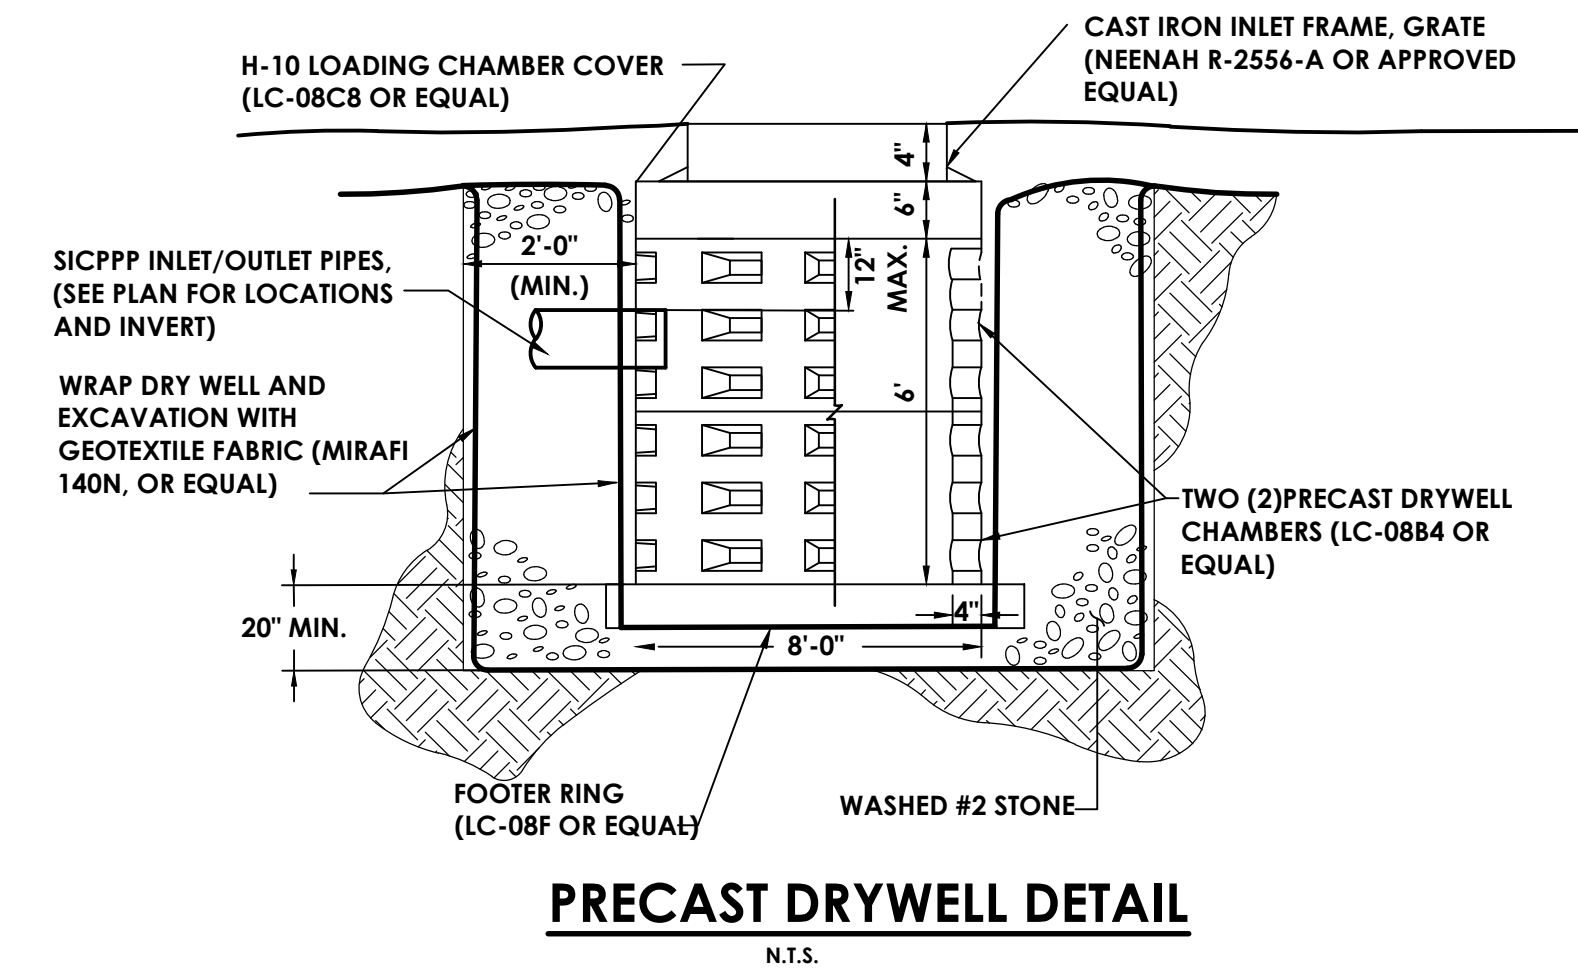 H-10 LOADING CHAMBER COVER
(LC-08C8 OR EQUAL)
CAST IRON INLET FRAME, GRATE
(NEENAH R-2556-A OR APPROVED
EQUAL)
4"
6"
2'-0"
(MIN.)
12"
MAX.
6'
SICPPP INLET/OUTLET PIPES,
(SEE PLAN FOR LOCATIONS
AND INVERT)
WRAP DRY WELL AND
EXCAVATION WITH
GEOTEXTILE FABRIC (MIRAFI
140N, OR EQUAL)
TWO (2)PRECAST DRYWELL
CHAMBERS (LC-08B4 OR
EQUAL)
20" MIN.
4"
8'-0"
FOOTER RING
(LC-08F OR EQUAL)
WASHED #2 STONE
PRECAST DRYWELL DETAIL
N.T.S.